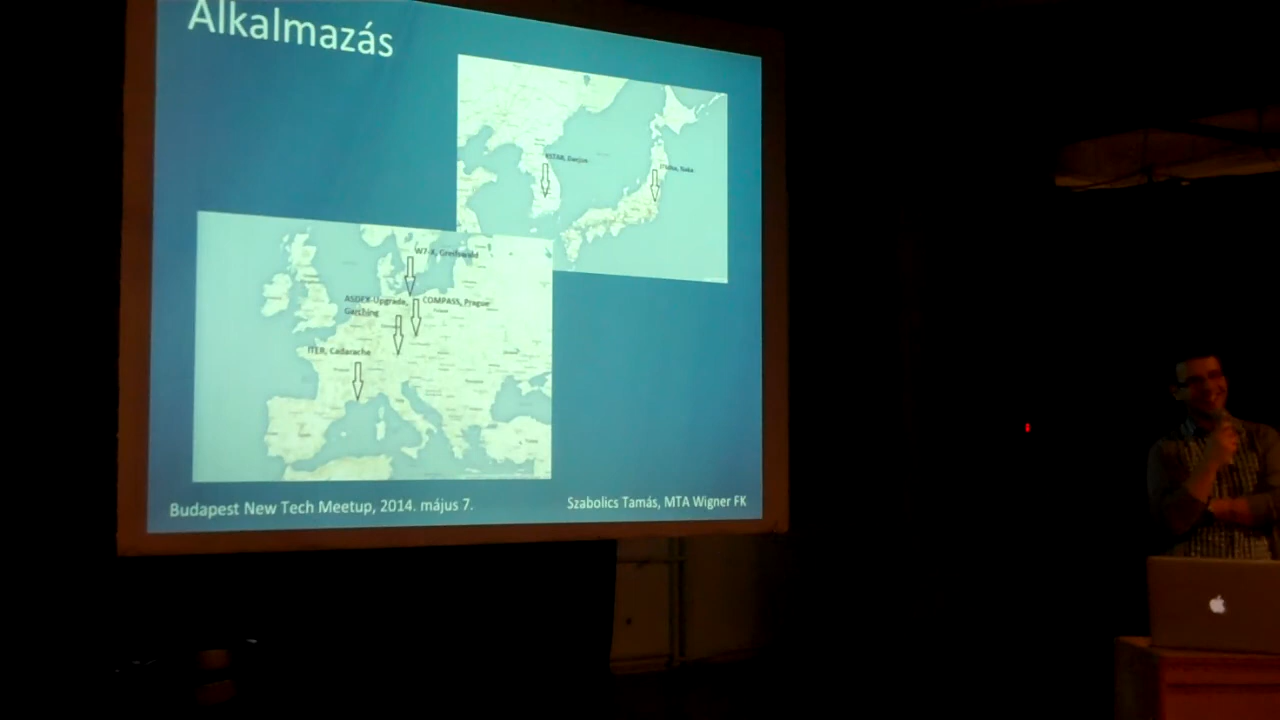 Alkalmazás
KSTAR, Daejon
Naka
W7-X, Greifswald
ASDEX-Upgrade,
Garching
COMPASS, Prague
ITER, Cadarache
Budapest New Tech Meetup, 2014. május 7.
Szabolics Tamás, MTA Wigner FK